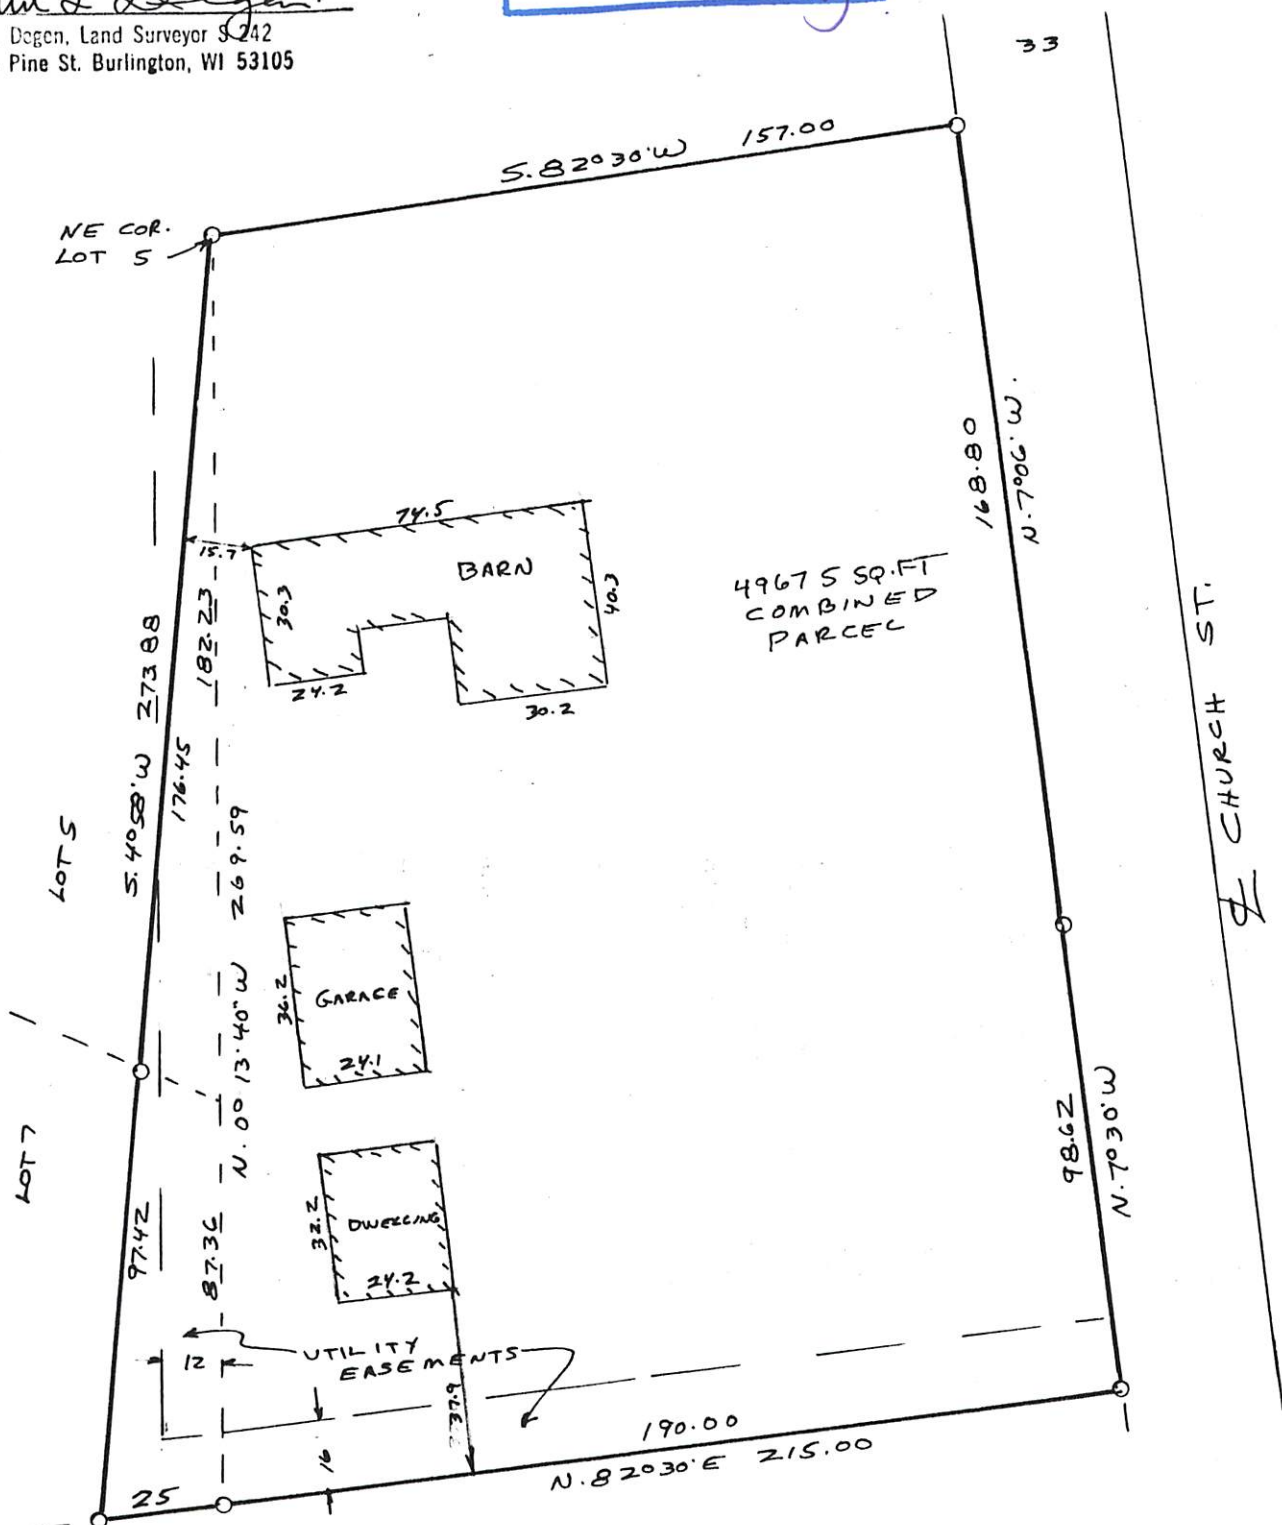 Degen, Land Surveyor S 242
Pine St. Burlington, WI 53105
33
S. 82° 30' W 157.00
NE COR.
LOT 5
168.80
N. 7° 06' W.
74.5
15.7
BARN
30.3
40.3
24.2
30.2
49675 SQ.FT
COMBINED
PARCEL
182.23
S. 4° 58' W 273.88
176.45
LOT 5
269.59
N. 0° 13' 40" W
℄ CHURCH ST.
36.2
GARAGE
24.1
LOT 7
97.42
87.36
32.2
DWELLING
24.2
98.62
N. 7° 30' W
12
UTILITY
EASEMENTS
37.9
16
190.00
25
N. 82° 30' E 215.00